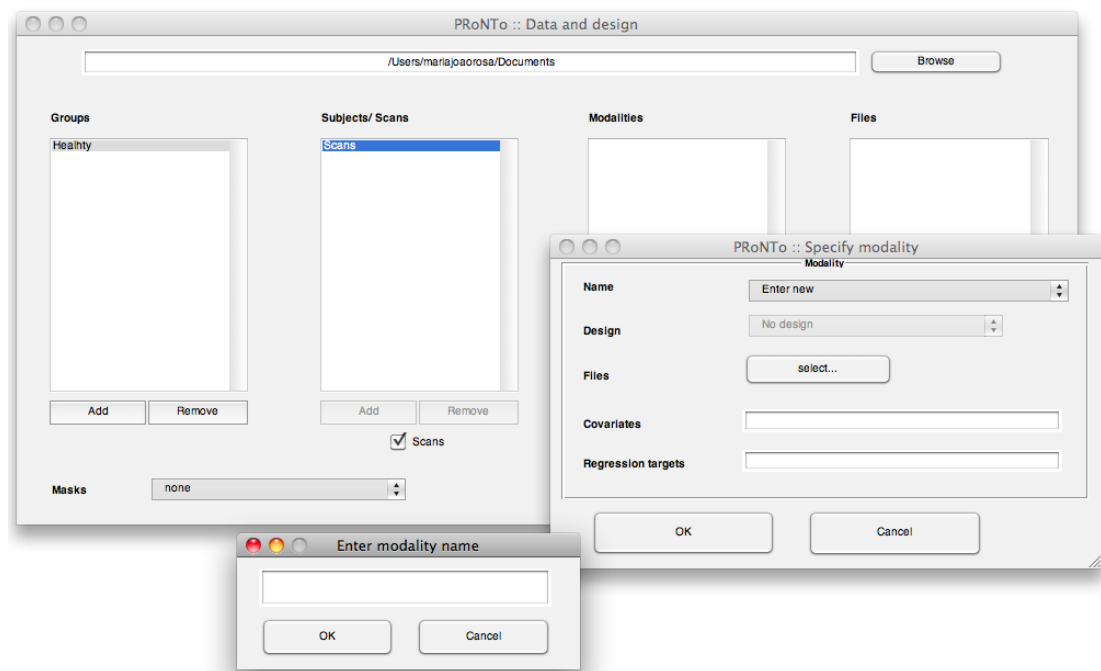 PRoNTo :: Data and design
/Users/mariajoaorosa/Documents
Browse
Groups
Subjects/ Scans
Modalities
Files
Healhty
Scans
Add
Remove
Add
Remove
Scans
Masks
none
PRoNTo :: Specify modality
Modality
Name
Enter new
Design
No design
Files
select...
Covariates
Regression targets
OK
Cancel
Enter modality name
OK
Cancel